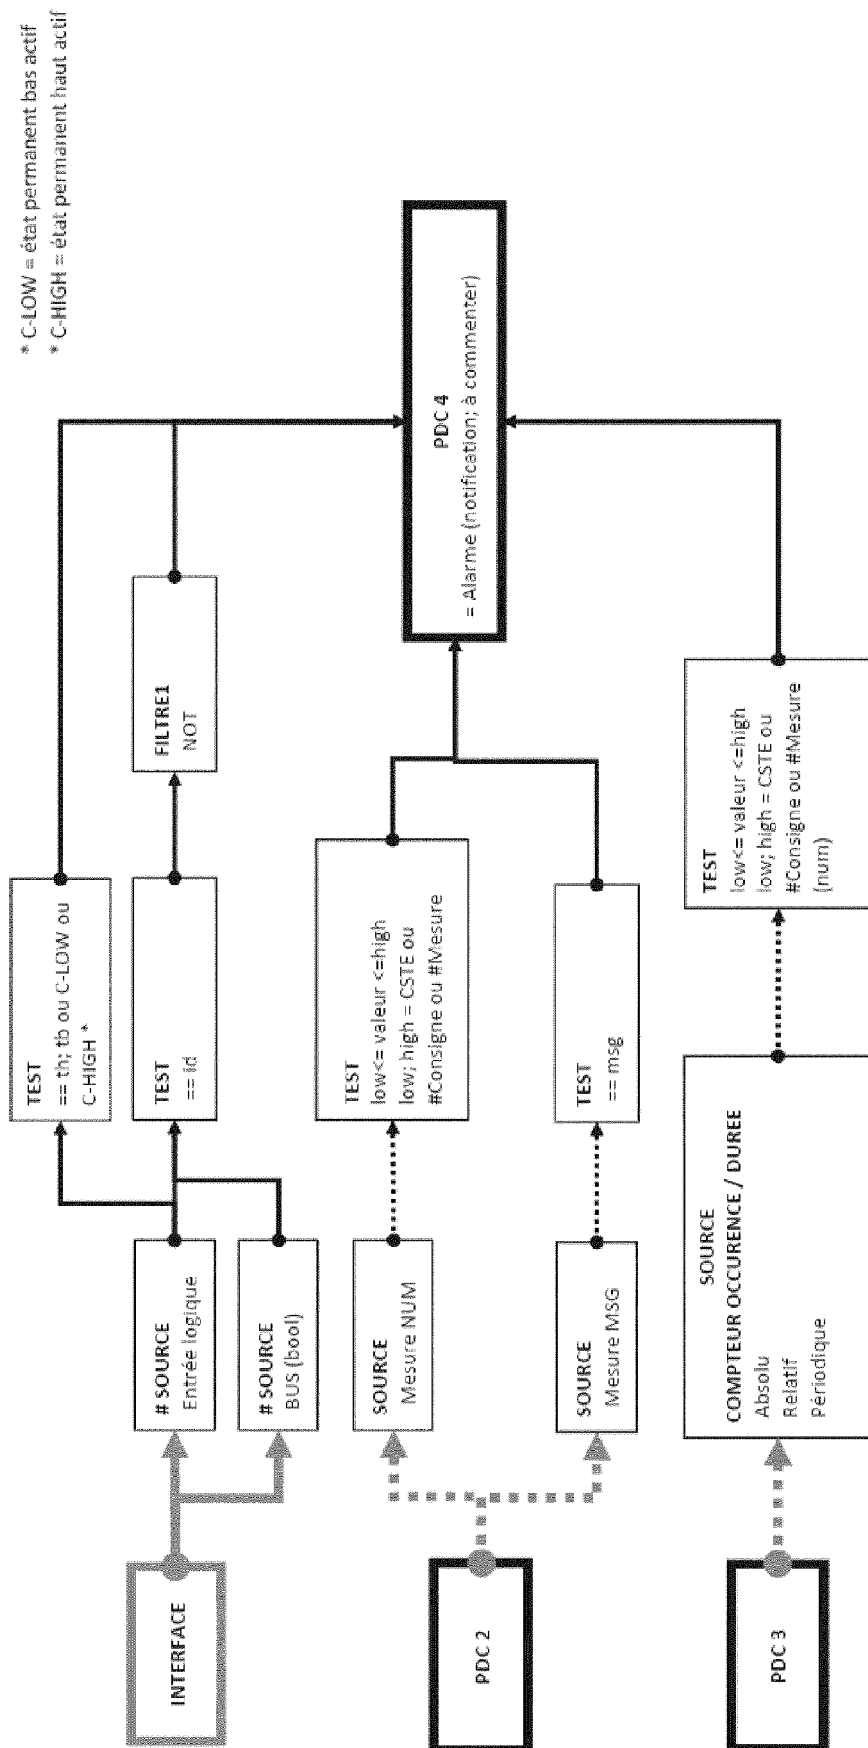 * C-LOW = état permanent bas actif
* C-HIGH = état permanent haut actif
INTERFACE
# SOURCE
Entrée logique
# SOURCE
BUS (bool)
TEST
== th; tb ou C-LOW ou
C-HIGH *
TEST
== id
FILTRE1
NOT
PDC 2
SOURCE
Mesure NUM
TEST
low<= valeur <=high
low; high = CSTE ou
#Consigne ou #Mesure
SOURCE
Mesure MSG
TEST
== msg
PDC 4
= Alarme (notification; à commenter)
PDC 3
SOURCE
COMPTEUR OCCURENCE / DUREE
Absolu
Relatif
Périodique
TEST
low<= valeur <=high
low; high = CSTE ou
#Consigne ou #Mesure
(num)